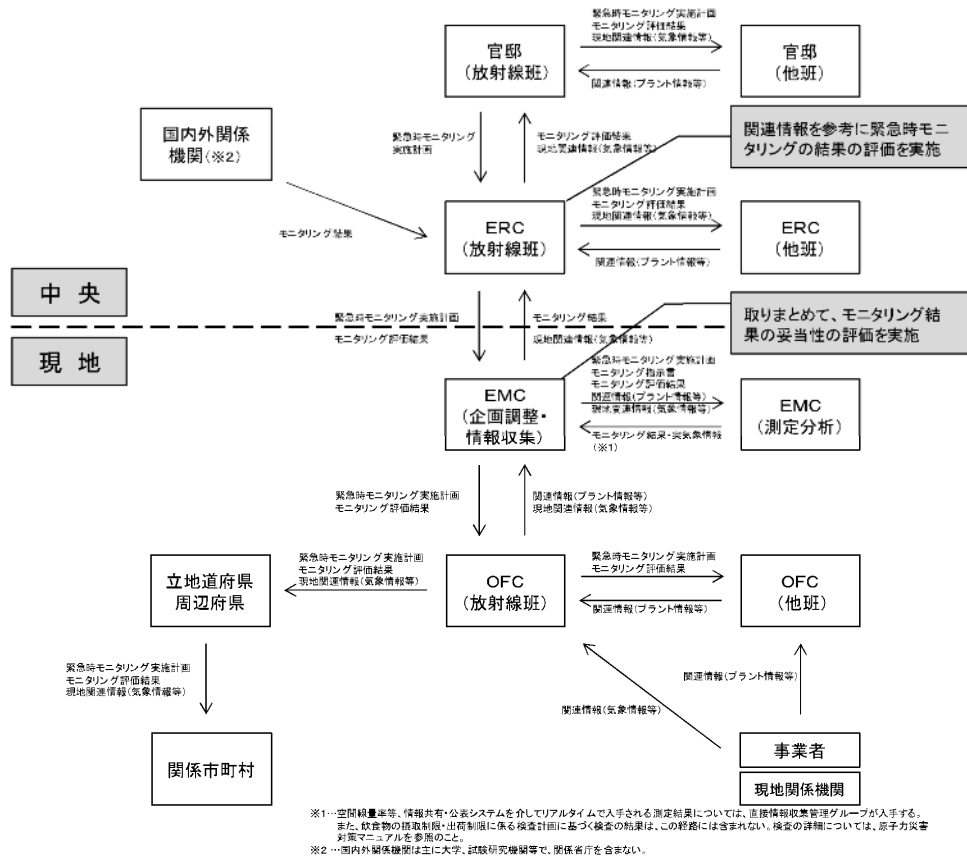 緊急時モニタリング実施計画
モニタリング評価結果
現地関連情報(気象情報等)
官邸
(放射線班)
官邸
(他班)
関連情報(プラント情報等)
国内外関係
機関(※2)
緊急時モニタリング
実施計画
モニタリング評価結果
現地関連情報(気象情報等)
関連情報を参考に緊急時モニ
タリングの結果の評価を実施
モニタリング結果
ERC
(放射線班)
緊急時モニタリング実施計画
モニタリング評価結果
現地関連情報(気象情報等)
関連情報(プラント情報等)
ERC
(他班)
中 央
現 地
緊急時モニタリング実施計画
モニタリング評価結果
モニタリング結果
現地関連情報(気象情報等)
取りまとめて、モニタリング結
果の妥当性の評価を実施
EMC
(企画調整・
情報収集)
緊急時モニタリング実施計画
モニタリング指示書
モニタリング評価結果
関連情報(プラント情報等)
現地関連情報(気象情報等)
モニタリング結果・実気象情報
(※1)
EMC
(測定分析)
緊急時モニタリング実施計画
モニタリング評価結果
関連情報(プラント情報等)
現地関連情報(気象情報等)
立地道府県
周辺府県
緊急時モニタリング実施計画
モニタリング評価結果
現地関連情報(気象情報等)
OFC
(放射線班)
緊急時モニタリング実施計画
モニタリング評価結果
関連情報(プラント情報等)
OFC
(他班)
緊急時モニタリング実施計画
モニタリング評価結果
現地関連情報(気象情報等)
関連情報(プラント情報等)
関連情報(気象情報等)
関係市町村
事業者
現地関係機関
※1…空間線量率等、情報共有・公表システムを介してリアルタイムで入手される測定結果については、直接情報収集管理グループが入手する。
また、飲食物の摂取制限・出荷制限に係る検査計画に基づく検査の結果は、この経路には含まれない。検査の詳細については、原子力災害
対策マニュアルを参照のこと。
※2…国内外関係機関は主に大学、試験研究機関等で、関係省庁を含まない。